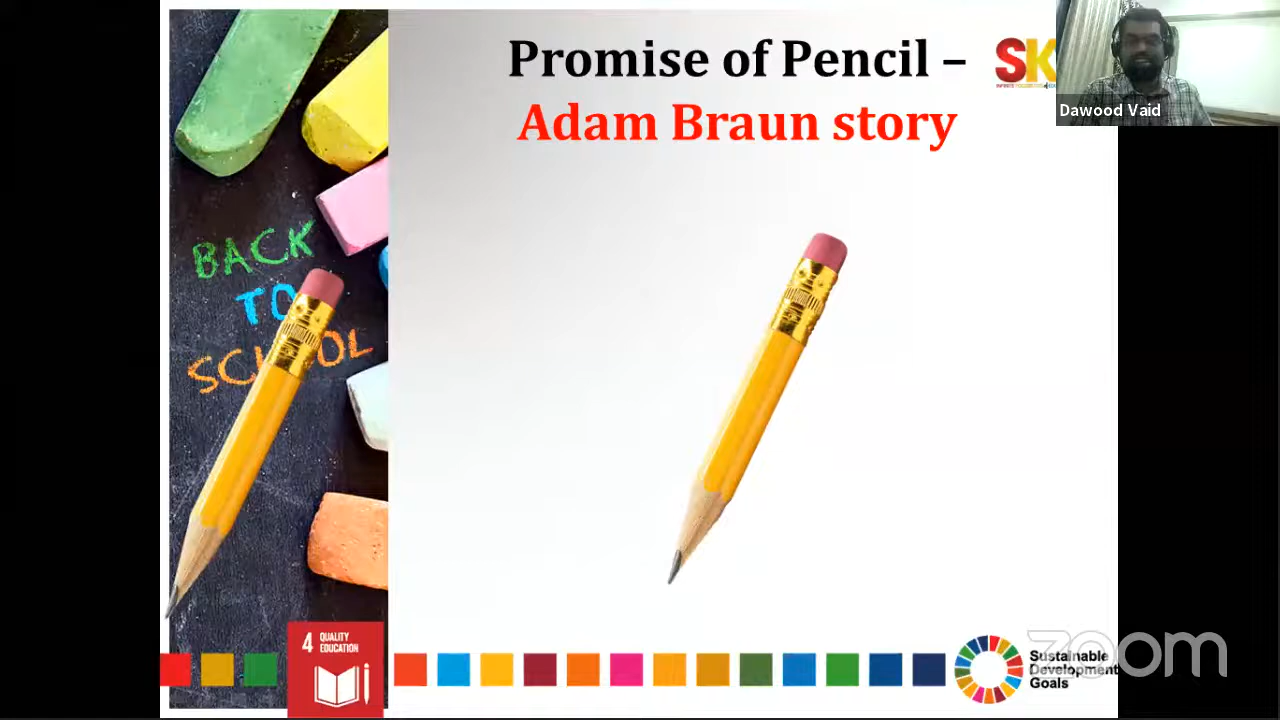 Promise of Pencil –
Adam Braun story
SK
Dawood Vaid
BACK
TO
SCHOOL
4 QUALITY
EDUCATION
Sustainable
Development
Goals
zoom